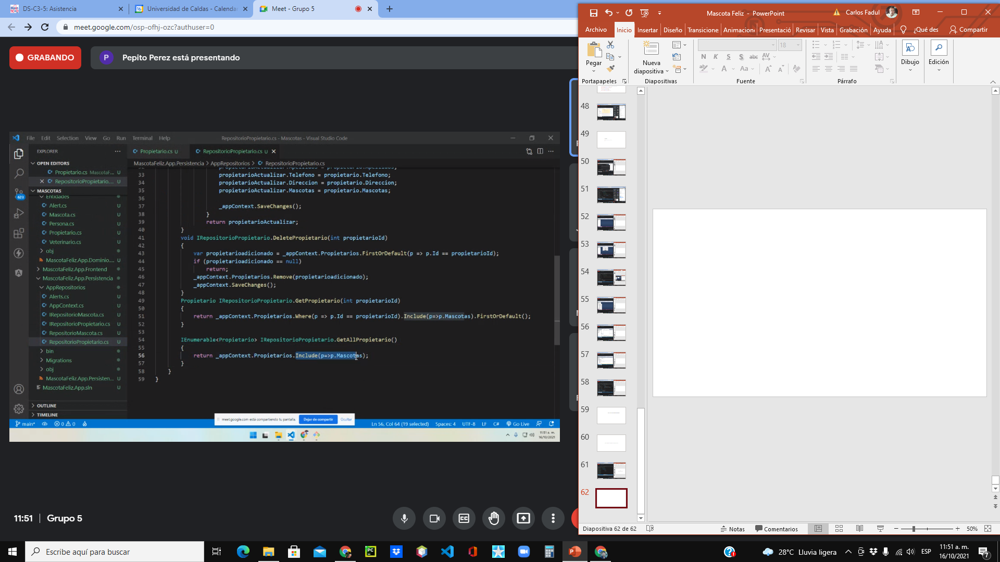 DS-C3-5: Asistencia
Universidad de Caldas - Calendar
Meet - Grupo 5
meet.google.com/osp-ofhj-ozc?authuser=0
GRABANDO
P
Pepito Perez está presentando
File Edit Selection View Go Run Terminal Help
RepositorioPropietario.cs - Mascotas - Visual Studio Code
EXPLORER
Propietario.cs U
RepositorioPropietario.cs U
OPEN EDITORS
MascotaFeliz.App.Persistencia > AppRepositorios > RepositorioPropietario.cs
Propietario.cs MascotaF... U
RepositorioPropietario.... U
MASCOTAS
Entidades
Alert.cs U
Mascota.cs U
Persona.cs U
Propietario.cs U
Veterinario.cs U
obj
MascotaFeliz.App.Dominio.... U
MascotaFeliz.App.Frontend
MascotaFeliz.App.Persistencia
AppRepositorios
Alerts.cs U
AppContext.cs U
IRepositorioMascota.cs U
IRepositorioPropietario.cs U
RepositorioMascota.cs U
RepositorioPropietario.cs U
bin
Migrations
obj
MascotaFeliz.App.Persisten... U
MascotaFeliz.App.sln U
OUTLINE
TIMELINE
623
32 propietarioActualizar.Apellidos = propietario.Apellidos;
33 propietarioActualizar.Telefono = propietario.Telefono;
34 propietarioActualizar.Direccion = propietario.Direccion;
35 propietarioActualizar.Mascotas = propietario.Mascotas;
36
37 _appContext.SaveChanges();
38 }
39 return propietarioActualizar;
40 }
41 void IRepositorioPropietario.DeletePropietario(int propietarioId)
42 {
43 var propietarioadicionado = _appContext.Propietarios.FirstOrDefault(p => p.Id == propietarioId);
44 if (propietarioadicionado == null)
45 return;
46 _appContext.Propietarios.Remove(propietarioadicionado);
47 _appContext.SaveChanges();
48 }
49 Propietario IRepositorioPropietario.GetPropietario(int propietarioId)
50 {
51 return _appContext.Propietarios.Where(p => p.Id == propietarioId).Include(p=>p.Mascotas).FirstOrDefault();
52 }
53
54 IEnumerable<Propietario> IRepositorioPropietario.GetAllPropietario()
55 {
56 return _appContext.Propietarios.Include(p=>p.Mascotas);
57 }
58 }
59 }
meet.google.com está compartiendo tu pantalla. Dejar de compartir Ocultar
main* 0 0 Ln 56, Col 64 (19 selected) Spaces: 4 UTF-8 LF C# Go Live
11:51 a. m.
16/10/2021
11:51 | Grupo 5
Mascota Feliz - PowerPoint
Carlos Fadul
Archivo Inicio Insertar Diseño Transicione Animacion Presentació Revisar Vista Grabación Ayuda ¿Qué des Compartir
Pegar
Nueva
diapositiva
18
N K S S abc AV
A Aa A A
Dibujo
Edición
Portapapeles Diapositivas Fuente Párrafo
48
49
50
51
52
53
54
55
56
57
58
59
60
61
62
Diapositiva 62 de 62 Notas Comentarios 50%
Escribe aquí para buscar
28°C Lluvia ligera
ESP
11:51 a. m.
16/10/2021
7